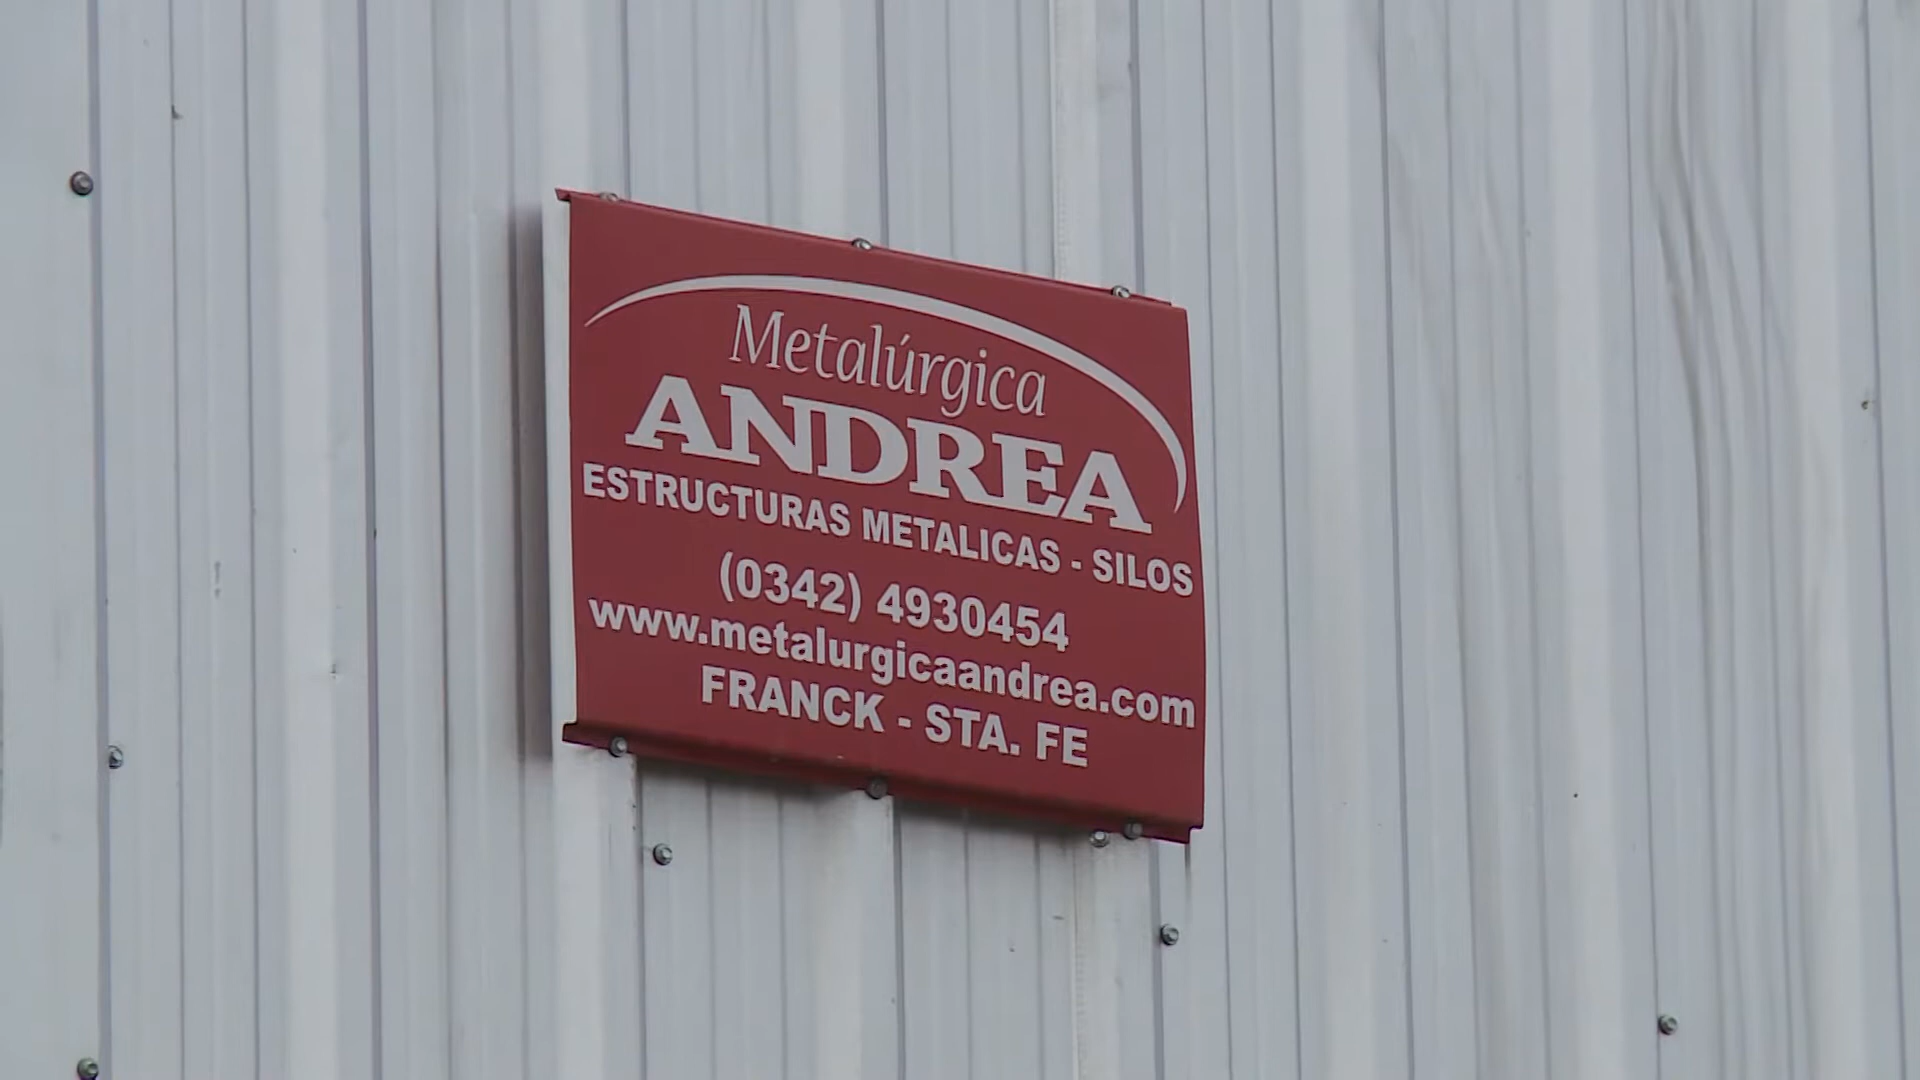 Metalúrgica
ANDREA
ESTRUCTURAS METALICAS - SILOS
(0342) 4930454
www.metalurgicaandrea.com
FRANCK - STA. FE